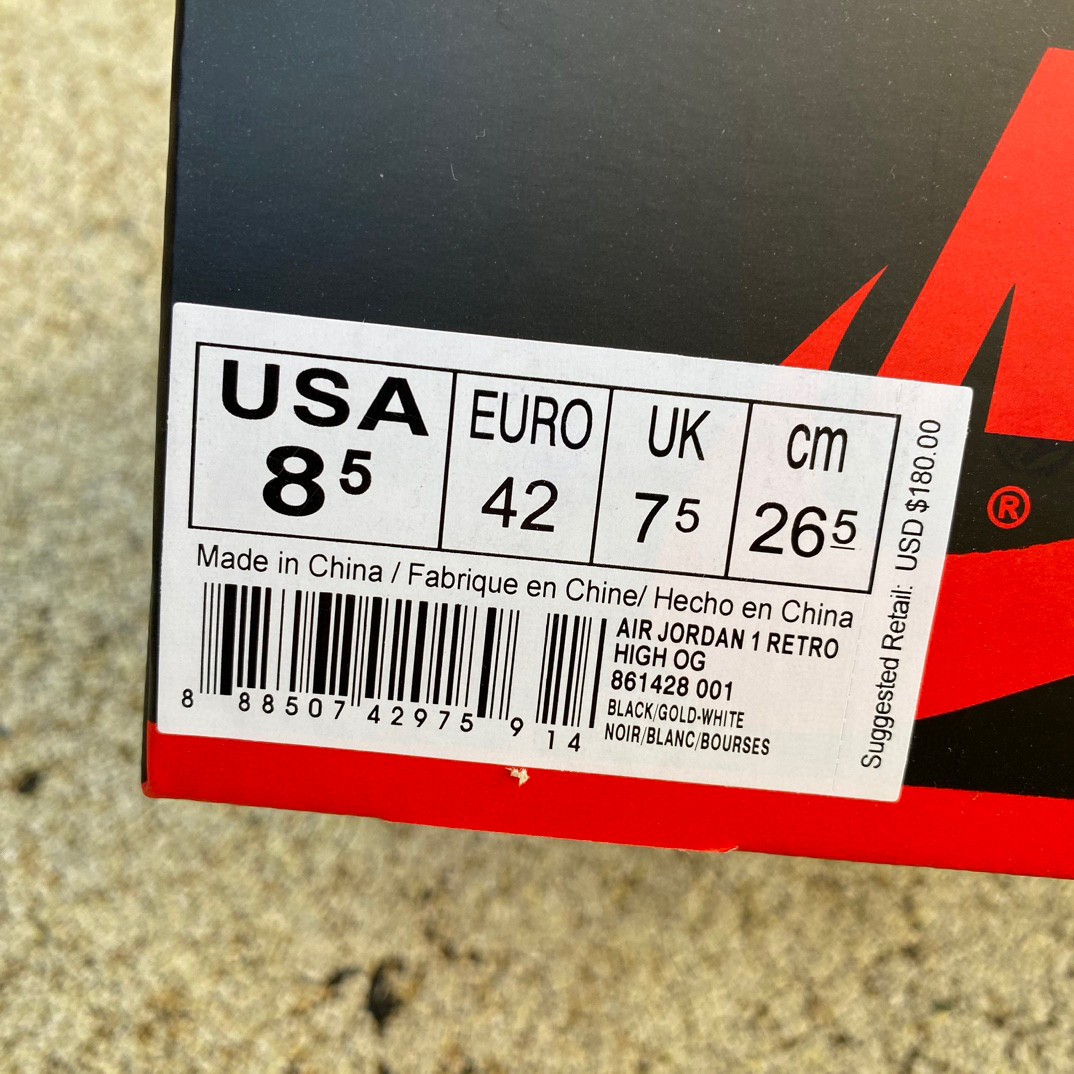 USA EURO UK cm
8 5 42 7 5 26 5
Made in China / Fabrique en Chine/ Hecho en China
AIR JORDAN 1 RETRO
HIGH OG
861428 001
BLACK/GOLD-WHITE
NOIR/BLANC/BOURSES
8 88507 42975 9 14
Suggested Retail: USD $180.00
®